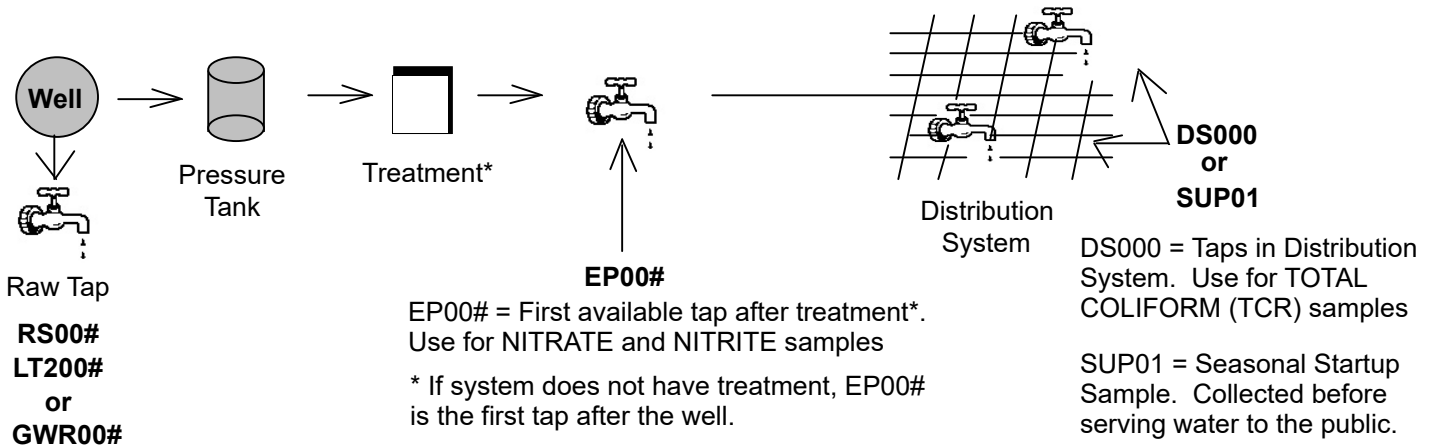 Well
Pressure
Tank
Treatment*
Raw Tap
RS00#
LT200#
or
GWR00#
EP00#
EP00# = First available tap after treatment*.
Use for NITRATE and NITRITE samples
* If system does not have treatment, EP00#
is the first tap after the well.
Distribution
System
DS000
or
SUP01
DS000 = Taps in Distribution
System. Use for TOTAL
COLIFORM (TCR) samples
SUP01 = Seasonal Startup
Sample. Collected before
serving water to the public.